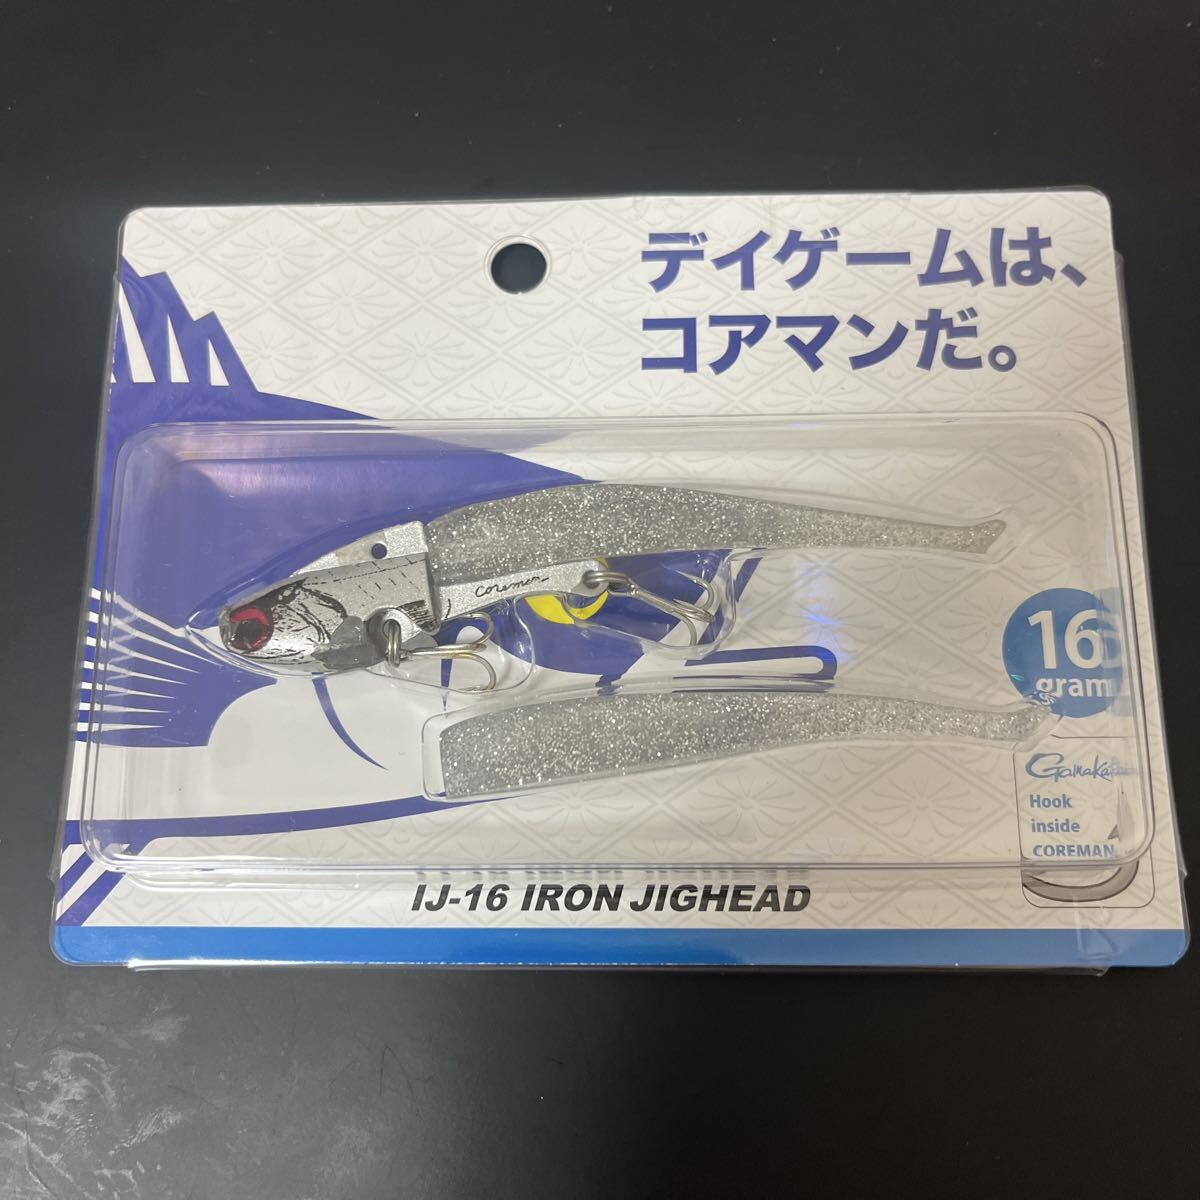 デイゲームは、
コアマンだ。
coreman
16
gram
Gamaka
Hook
inside
COREMAN
IJ-16 IRON JIGHEAD